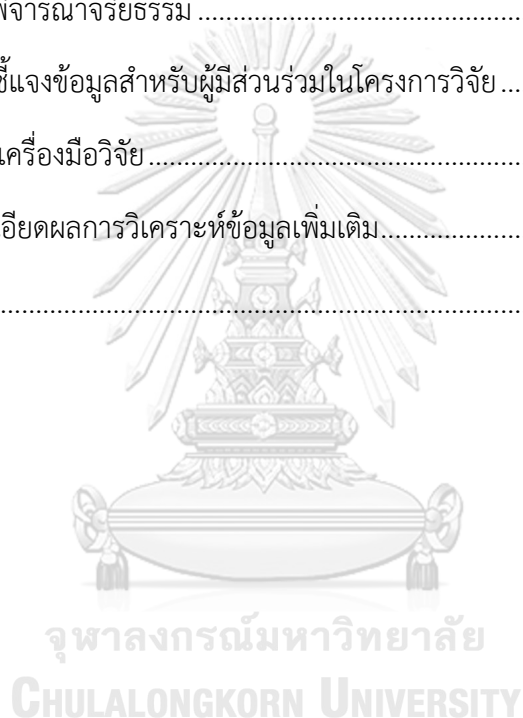 พิจารณาจริยธรรม ........................................
ชี้แจงข้อมูลสำหรับผู้มีส่วนร่วมในโครงการวิจัย ...
เครื่องมือวิจัย ..............................................
อียดผลการวิเคราะห์ข้อมูลเพิ่มเติม...................
.................................................................
จุฬาลงกรณ์มหาวิทยาลัย
CHULALONGKORN UNIVERSITY